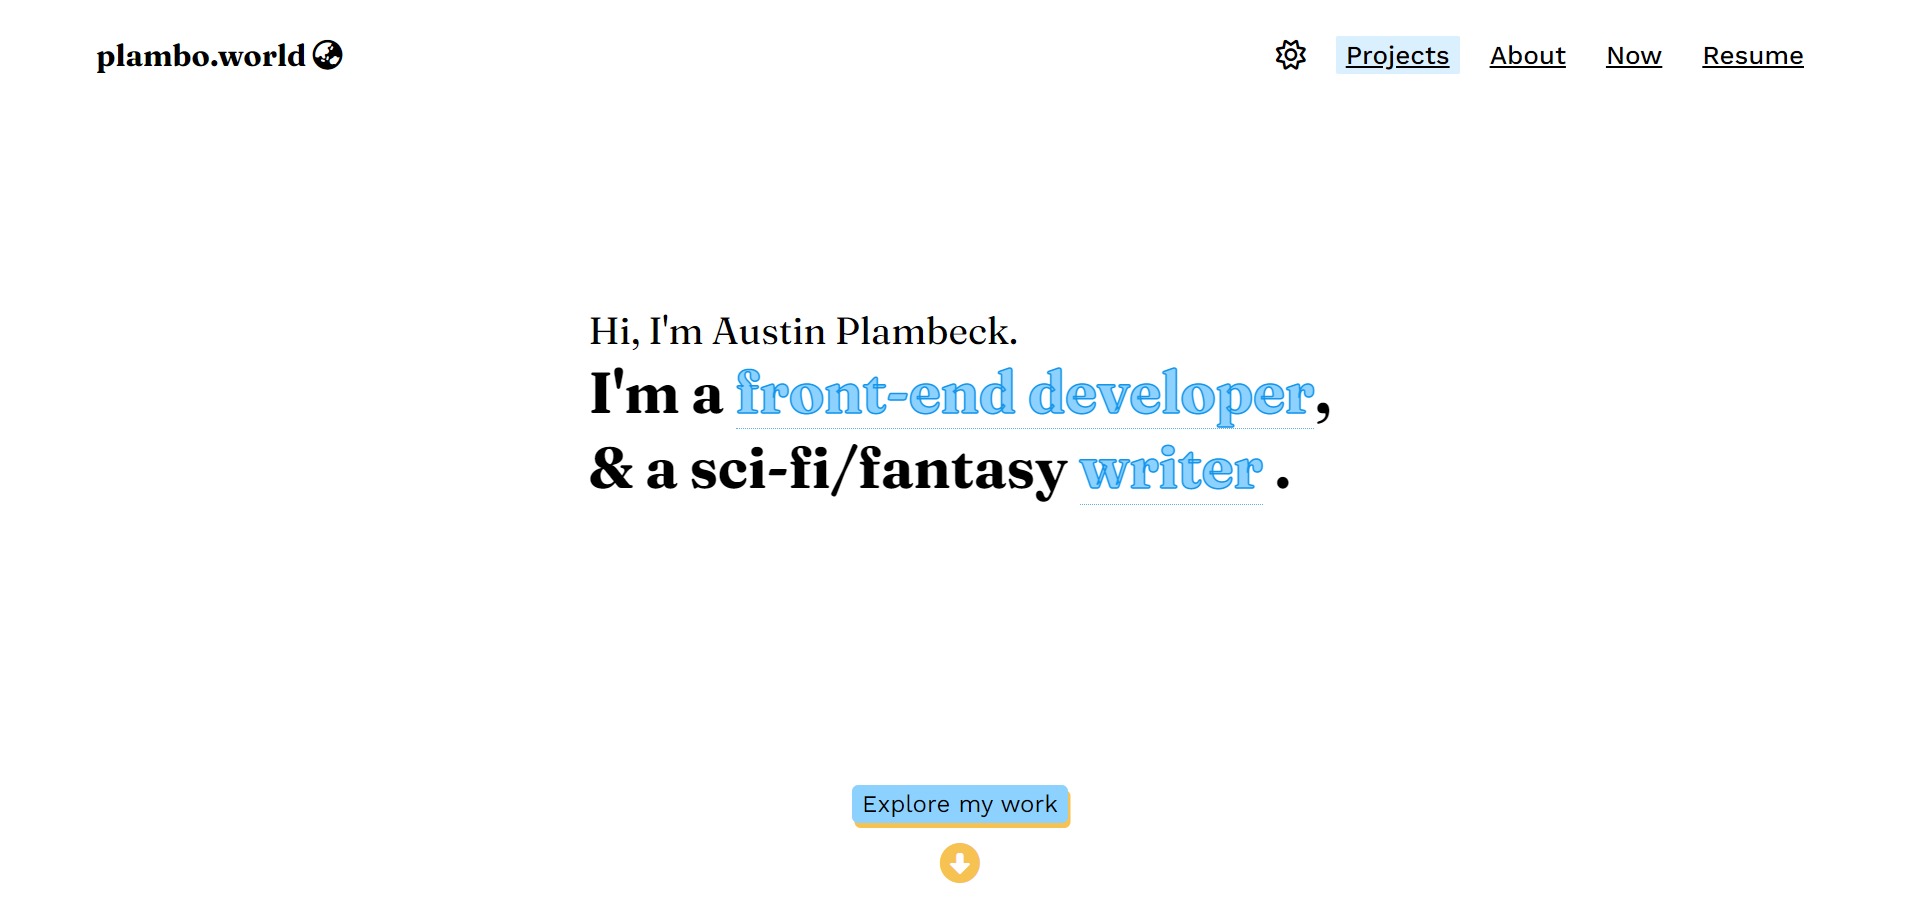 plambo.world
Projects About Now Resume
Hi, I'm Austin Plambeck.
I'm a front-end developer,
& a sci-fi/fantasy writer .
Explore my work